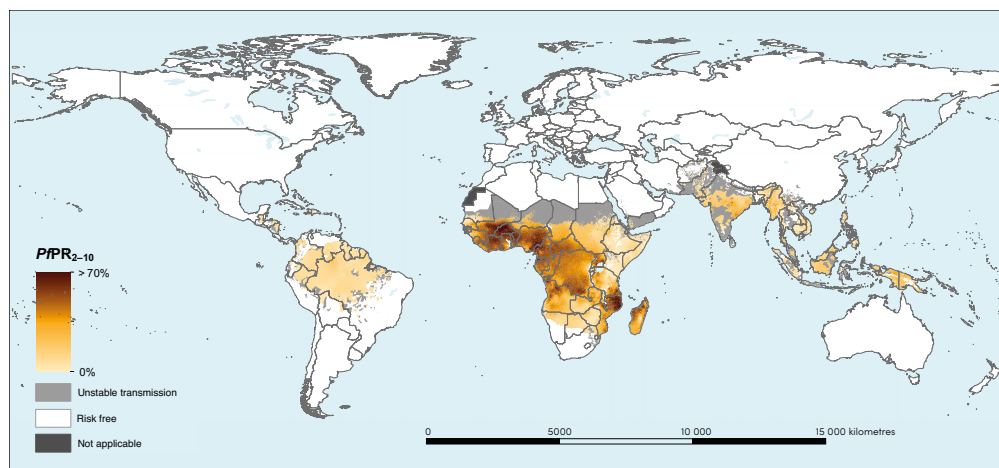 PfPR2–10
> 70%
0%
Unstable transmission
Risk free
Not applicable
0 5000 10 000 15 000 kilometres